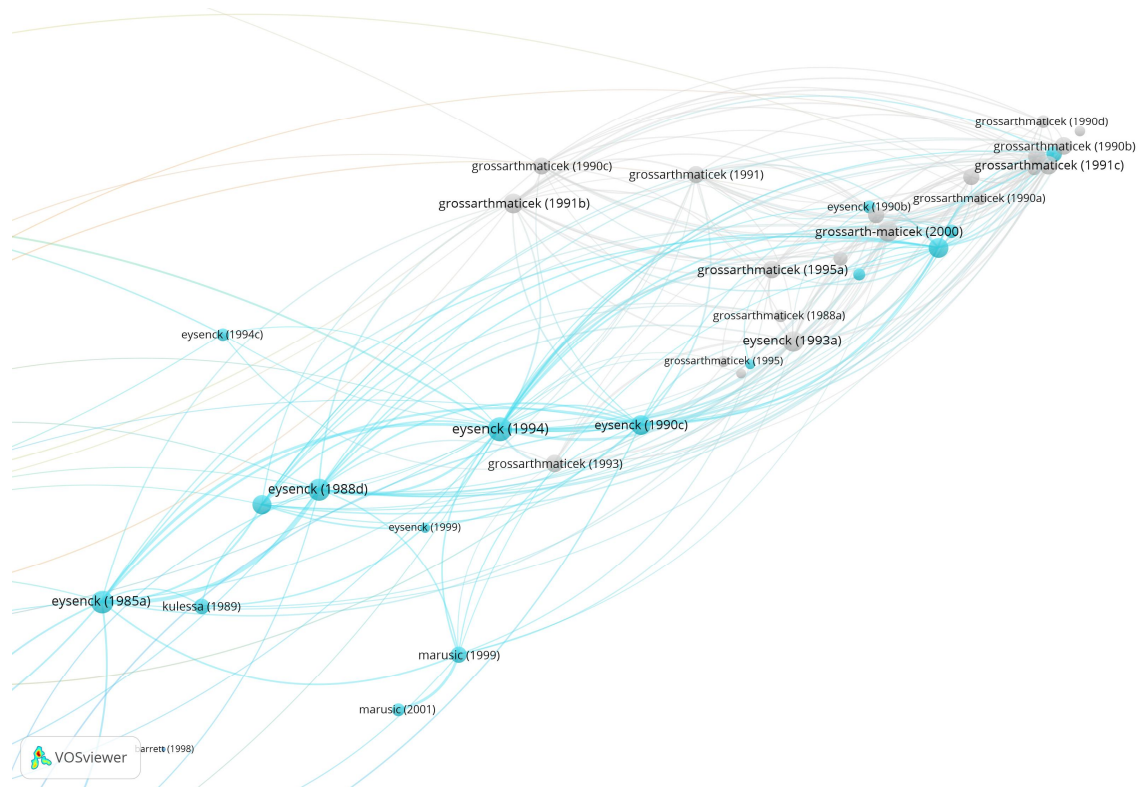 grossarthmaticek (1990d)
grossarthmaticek (1990b)
grossarthmaticek (1990c)
grossarthmaticek (1991c)
grossarthmaticek (1991)
grossarthmaticek (1990a)
grossarthmaticek (1991b)
eysenck (1990b)
grossarth-maticek (2000)
grossarthmaticek (1995a)
grossarthmaticek (1988a)
eysenck (1994c)
eysenck (1993a)
grossarthmaticek (1995)
eysenck (1994)
eysenck (1990c)
grossarthmaticek (1993)
eysenck (1988d)
eysenck (1999)
eysenck (1985a)
kulessa (1989)
marusic (1999)
marusic (2001)
barrett (1998)
VOSviewer